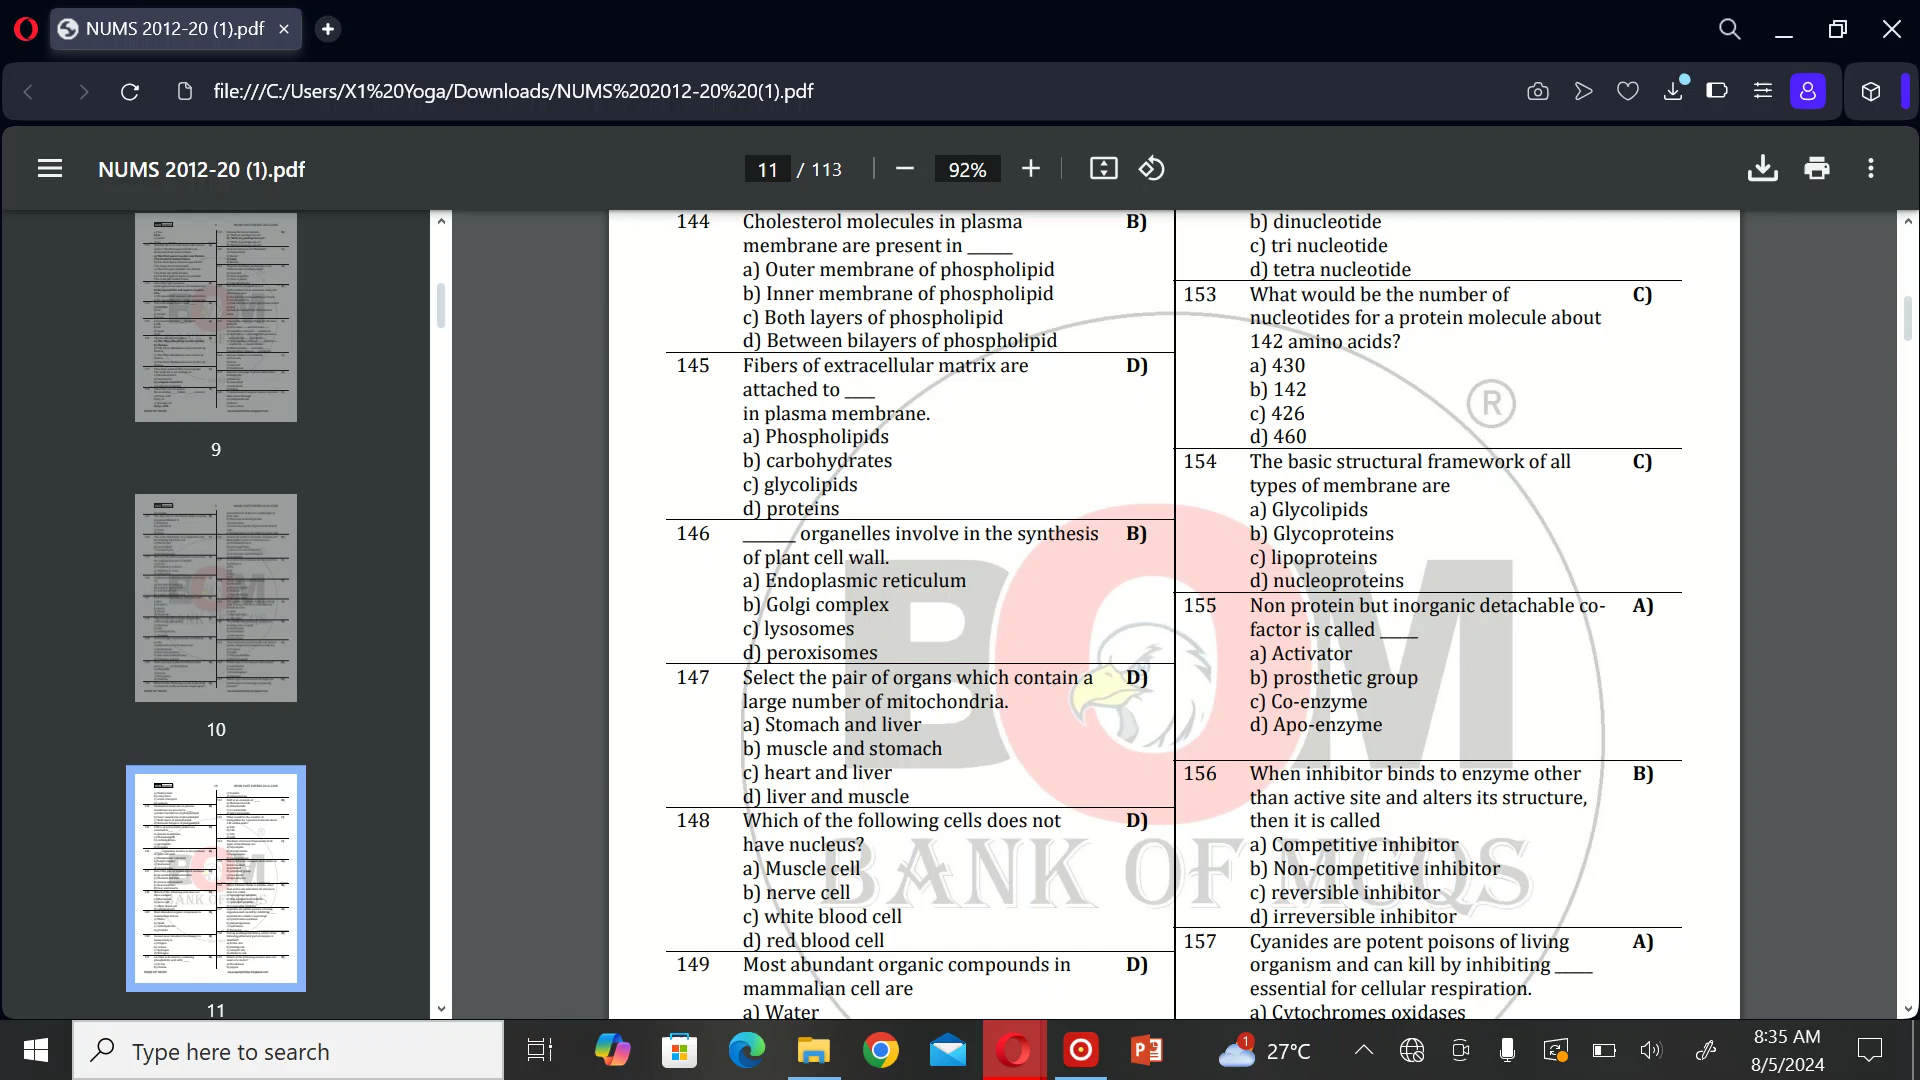 NUMS 2012-20 (1).pdf
file:///C:/Users/X1%20Yoga/Downloads/NUMS%202012-20%20(1).pdf
NUMS 2012-20 (1).pdf
11 / 113
92%
9
10
11
144 Cholesterol molecules in plasma B)
membrane are present in ______
a) Outer membrane of phospholipid
b) Inner membrane of phospholipid
c) Both layers of phospholipid
d) Between bilayers of phospholipid
145 Fibers of extracellular matrix are D)
attached to ____
in plasma membrane.
a) Phospholipids
b) carbohydrates
c) glycolipids
d) proteins
146 _______ organelles involve in the synthesis B)
of plant cell wall.
a) Endoplasmic reticulum
b) Golgi complex
c) lysosomes
d) peroxisomes
147 Select the pair of organs which contain a D)
large number of mitochondria.
a) Stomach and liver
b) muscle and stomach
c) heart and liver
d) liver and muscle
148 Which of the following cells does not D)
have nucleus?
a) Muscle cell
b) nerve cell
c) white blood cell
d) red blood cell
149 Most abundant organic compounds in D)
mammalian cell are
a) Water
b) dinucleotide
c) tri nucleotide
d) tetra nucleotide
153 What would be the number of C)
nucleotides for a protein molecule about
142 amino acids?
a) 430
b) 142
c) 426
d) 460
154 The basic structural framework of all C)
types of membrane are
a) Glycolipids
b) Glycoproteins
c) lipoproteins
d) nucleoproteins
155 Non protein but inorganic detachable co- A)
factor is called _____
a) Activator
b) prosthetic group
c) Co-enzyme
d) Apo-enzyme
156 When inhibitor binds to enzyme other B)
than active site and alters its structure,
then it is called
a) Competitive inhibitor
b) Non-competitive inhibitor
c) reversible inhibitor
d) irreversible inhibitor
157 Cyanides are potent poisons of living A)
organism and can kill by inhibiting _____
essential for cellular respiration.
a) Cytochromes oxidases
BOM
®
BANK OF MCQS
Type here to search
1
27°C
8:35 AM
8/5/2024